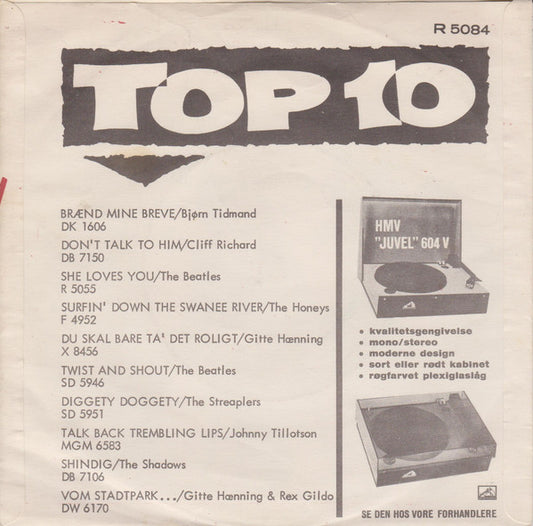 R 5084
TOP 10
BRÆND MINE BREVE/Bjørn Tidmand
DK 1606
DON'T TALK TO HIM/Cliff Richard
DB 7150
SHE LOVES YOU/The Beatles
R 5055
SURFIN' DOWN THE SWANEE RIVER/The Honeys
F 4952
DU SKAL BARE TA' DET ROLIGT/Gitte Hænning
X 8456
TWIST AND SHOUT/The Beatles
SD 5946
DIGGETY DOGGETY/The Streaplers
SD 5951
TALK BACK TREMBLING LIPS/Johnny Tillotson
MGM 6583
SHINDIG/The Shadows
DB 7106
VOM STADTPARK.../Gitte Hænning & Rex Gildo
DW 6170
HMV
"JUVEL" 604 V
• kvalitetsgengivelse
• mono/stereo
• moderne design
• sort eller rødt kabinet
• røgfarvet plexiglaslåg
SE DEN HOS VORE FORHANDLERE